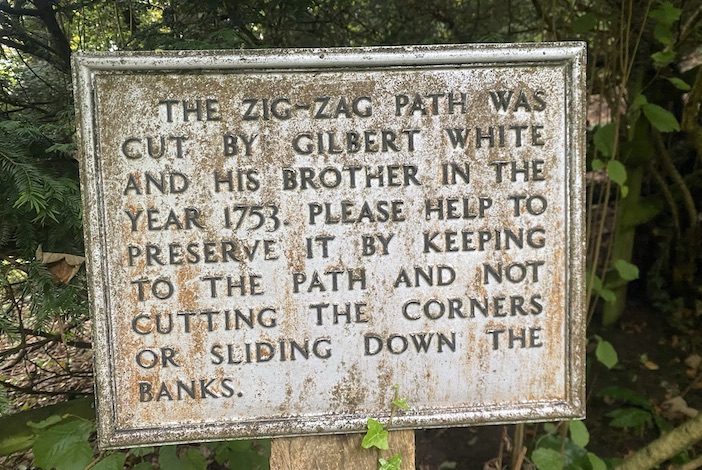 THE ZIG-ZAG PATH WAS
CUT BY GILBERT WHITE
AND HIS BROTHER IN THE
YEAR 1753. PLEASE HELP TO
PRESERVE IT BY KEEPING
TO THE PATH AND NOT
CUTTING THE CORNERS
OR SLIDING DOWN THE
BANKS.